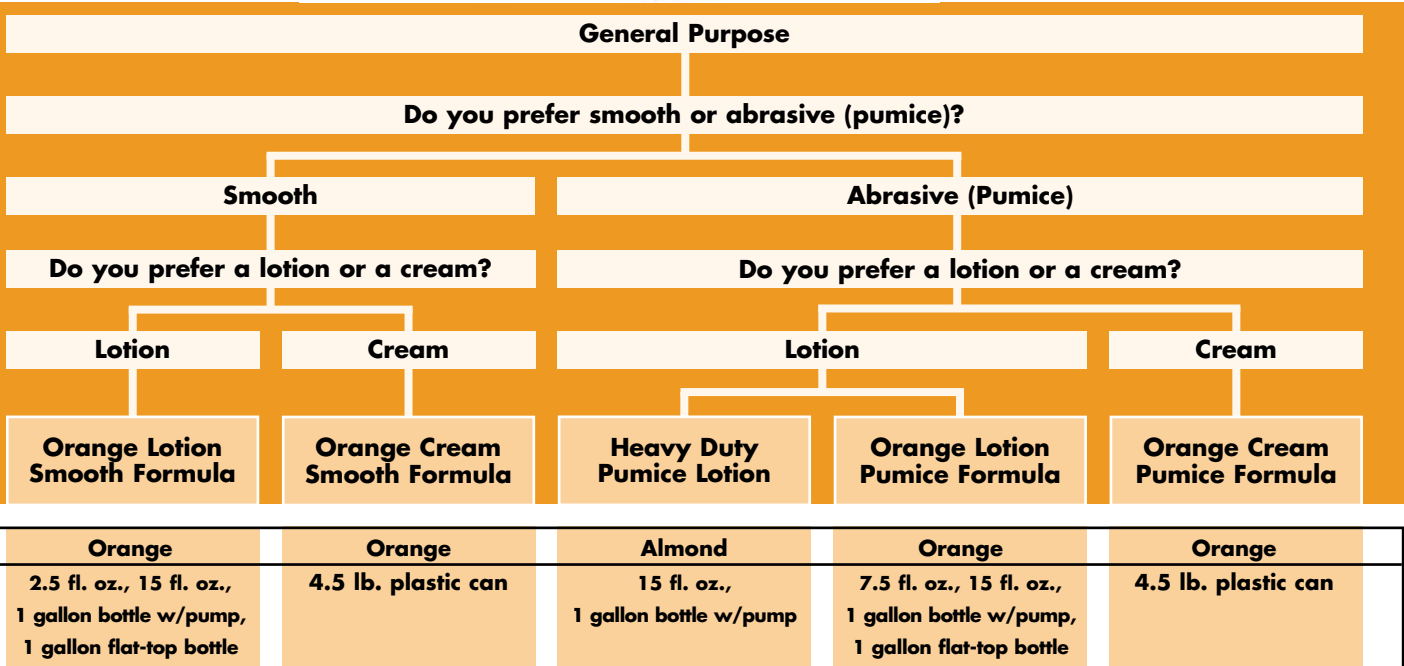 General Purpose
Do you prefer smooth or abrasive (pumice)?
Smooth
Abrasive (Pumice)
Do you prefer a lotion or a cream?
Do you prefer a lotion or a cream?
Lotion
Cream
Lotion
Cream
Orange Lotion
Smooth Formula
Orange Cream
Smooth Formula
Heavy Duty
Pumice Lotion
Orange Lotion
Pumice Formula
Orange Cream
Pumice Formula
Orange
Orange
Almond
Orange
Orange
2.5 fl. oz., 15 fl. oz.,
1 gallon bottle w/pump,
1 gallon flat-top bottle
4.5 lb. plastic can
15 fl. oz.,
1 gallon bottle w/pump
7.5 fl. oz., 15 fl. oz.,
1 gallon bottle w/pump,
1 gallon flat-top bottle
4.5 lb. plastic can